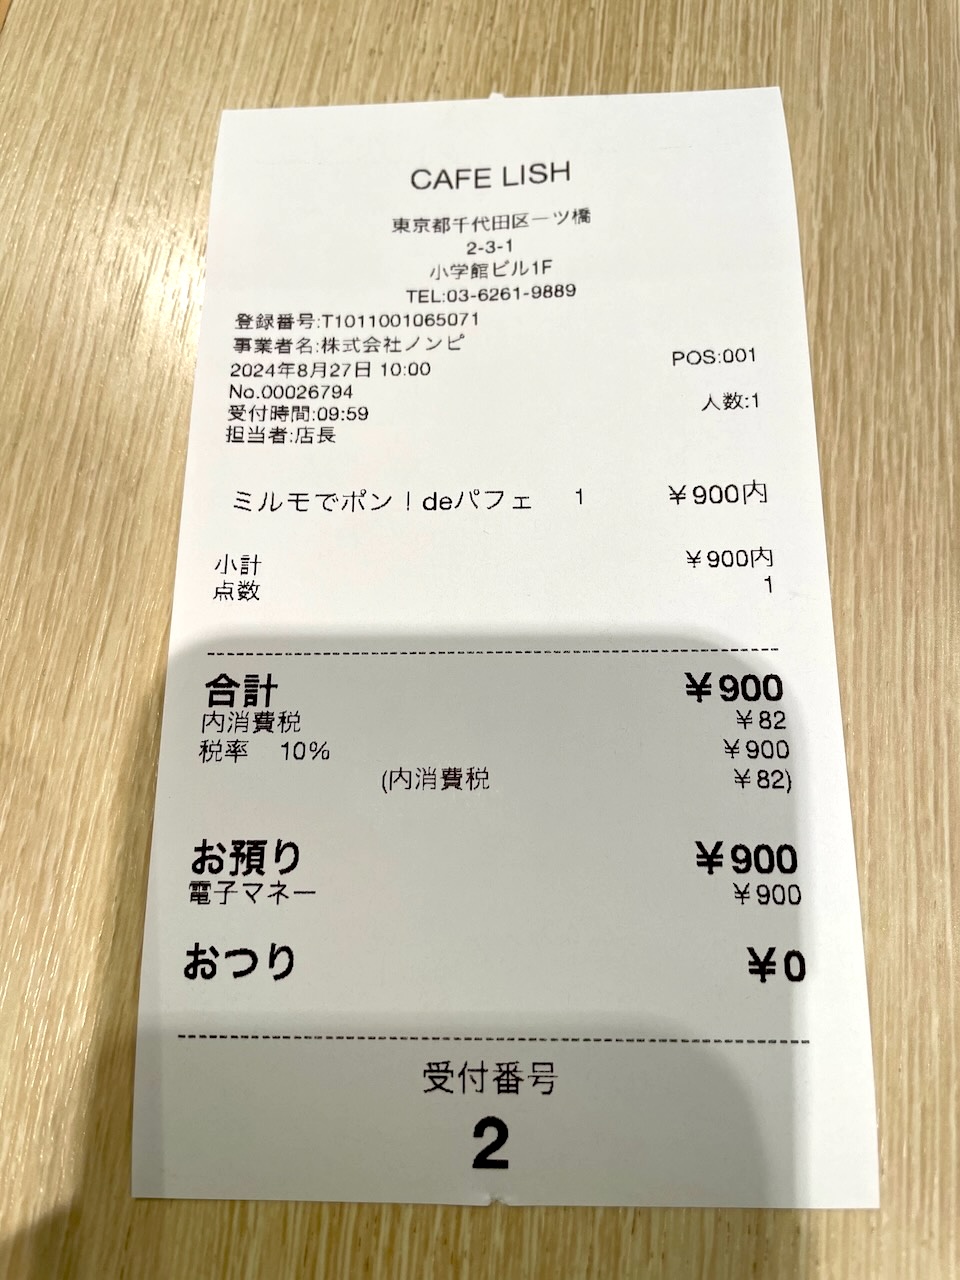 CAFE LISH
東京都千代田区一ツ橋
2-3-1
小学館ビル1F
TEL:03-6261-9889
登録番号:T1011001065071
事業者名:株式会社ノンピ
2024年8月27日 10:00 POS:001
No.00026794
受付時間:09:59 人数:1
担当者:店長
ミルモでポン！deパフェ 1 ￥900内
小計 ￥900内
点数 1
合計 ￥900
内消費税 ￥82
税率 10% ￥900
(内消費税 ￥82)
お預り ￥900
電子マネー ￥900
おつり ￥0
受付番号
2